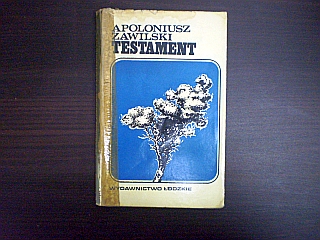 APOLONIUSZ
ZAWILSKI
TESTAMENT
WYDAWNICTWO ŁÓDZKIE